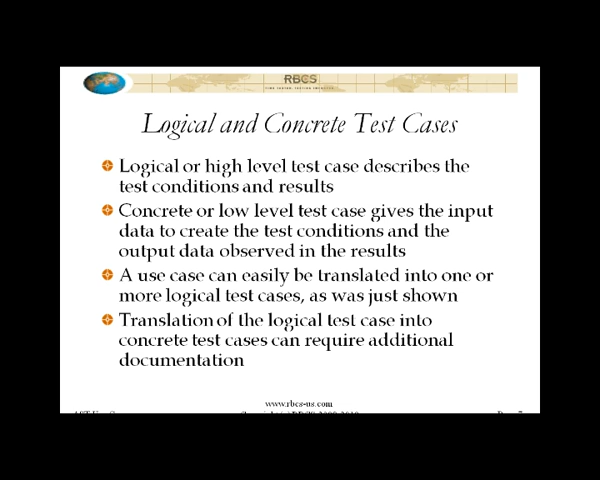 RBCS
Logical and Concrete Test Cases
Logical or high level test case describes the
test conditions and results
Concrete or low level test case gives the input
data to create the test conditions and the
output data observed in the results
A use case can easily be translated into one or
more logical test cases, as was just shown
Translation of the logical test case into
concrete test cases can require additional
documentation
www.rbcs-us.com